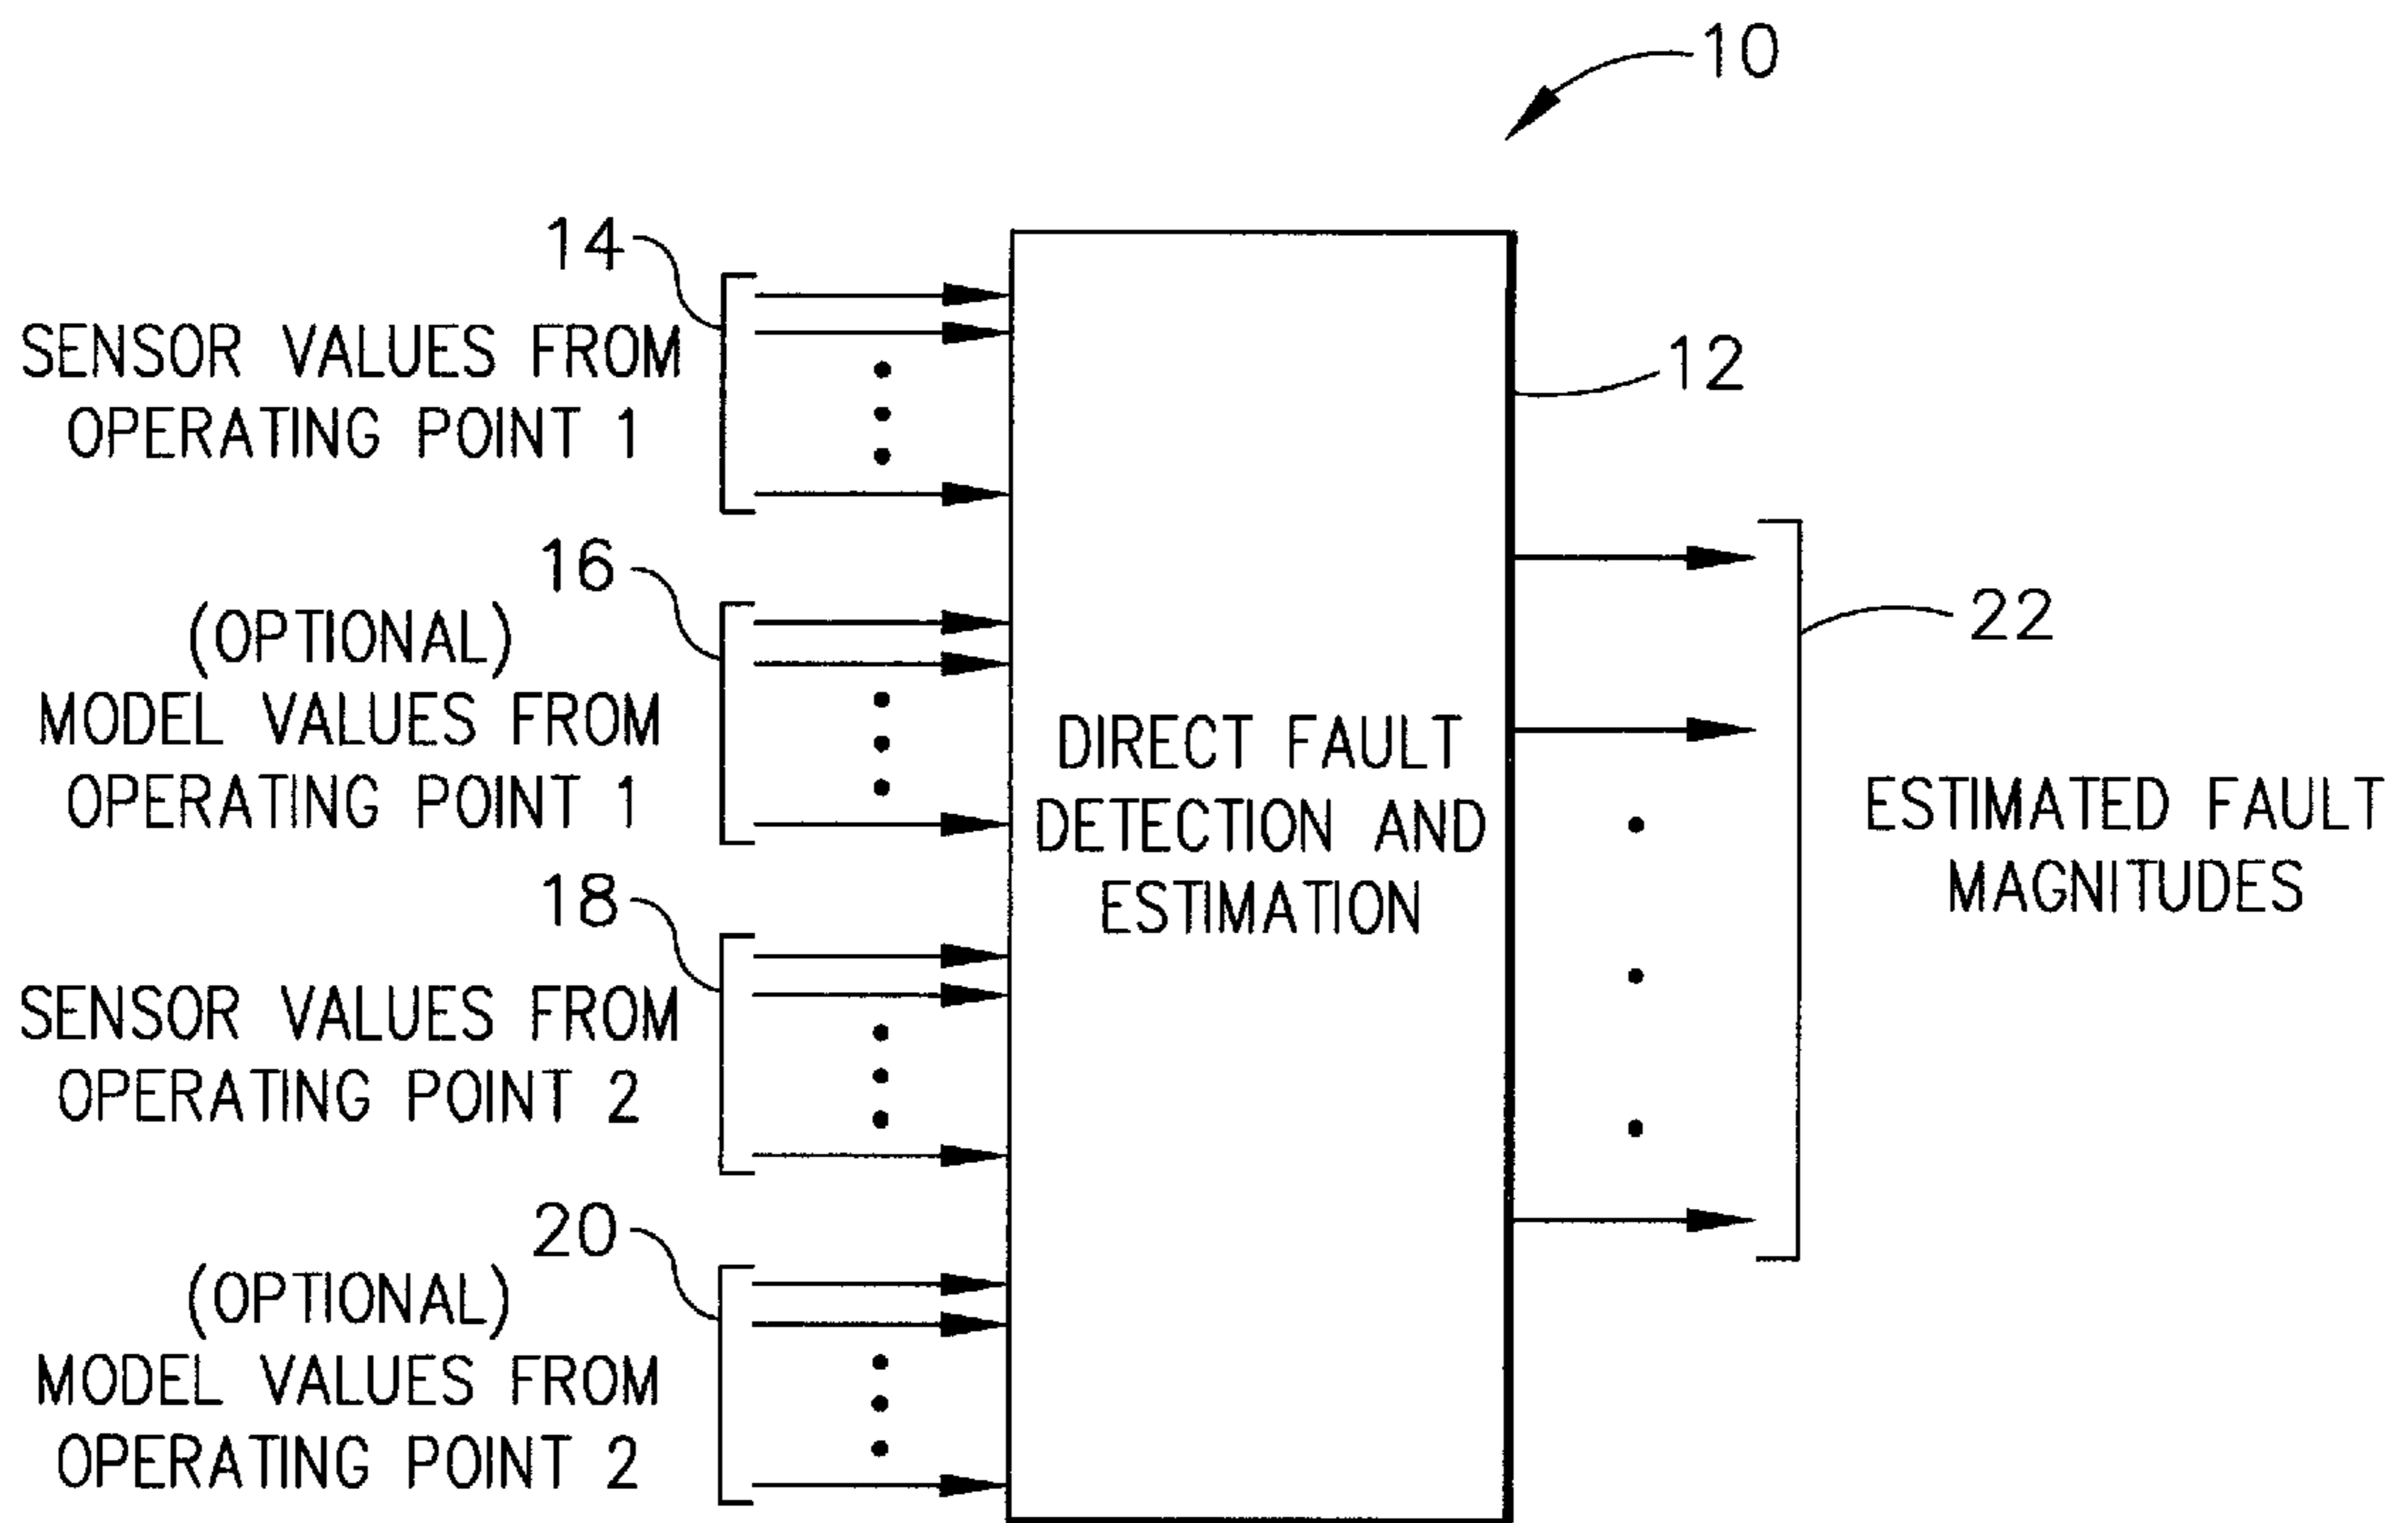 10
14
SENSOR VALUES FROM
OPERATING POINT 1
12
16
(OPTIONAL)
MODEL VALUES FROM
OPERATING POINT 1
22
DIRECT FAULT
DETECTION AND
ESTIMATION
ESTIMATED FAULT
MAGNITUDES
18
SENSOR VALUES FROM
OPERATING POINT 2
20
(OPTIONAL)
MODEL VALUES FROM
OPERATING POINT 2